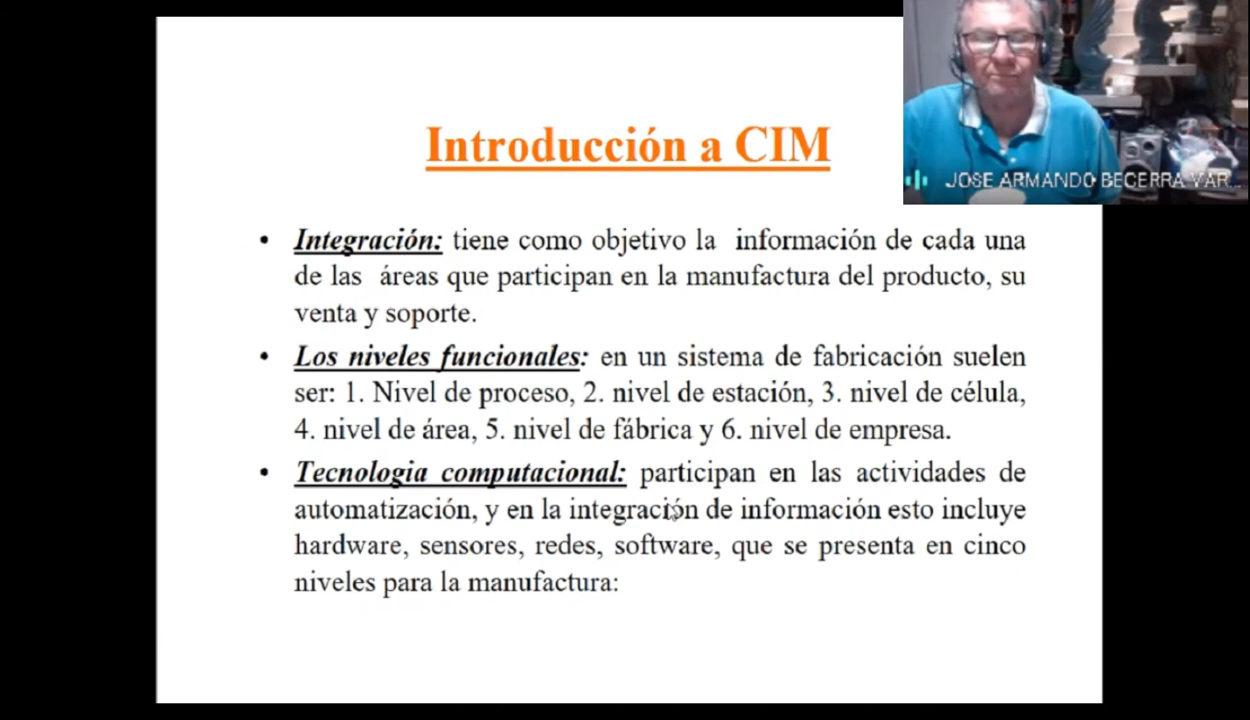 Introducción a CIM
JOSE ARMANDO BECERRA VAR...
• Integración: tiene como objetivo la información de cada una
de las áreas que participan en la manufactura del producto, su
venta y soporte.
• Los niveles funcionales: en un sistema de fabricación suelen
ser: 1. Nivel de proceso, 2. nivel de estación, 3. nivel de célula,
4. nivel de área, 5. nivel de fábrica y 6. nivel de empresa.
• Tecnologia computacional: participan en las actividades de
automatización, y en la integración de información esto incluye
hardware, sensores, redes, software, que se presenta en cinco
niveles para la manufactura: